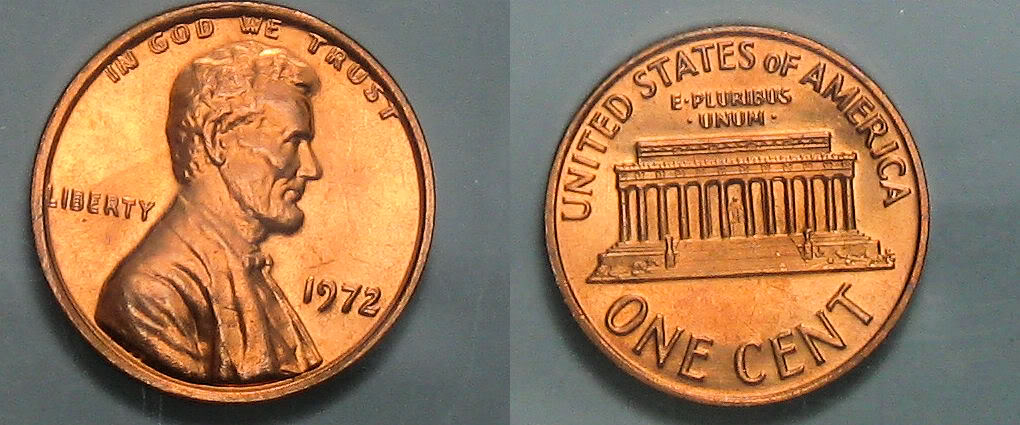 IN GOD WE TRUST
LIBERTY
1972
UNITED STATES OF AMERICA
E·PLURIBUS
·UNUM·
ONE CENT